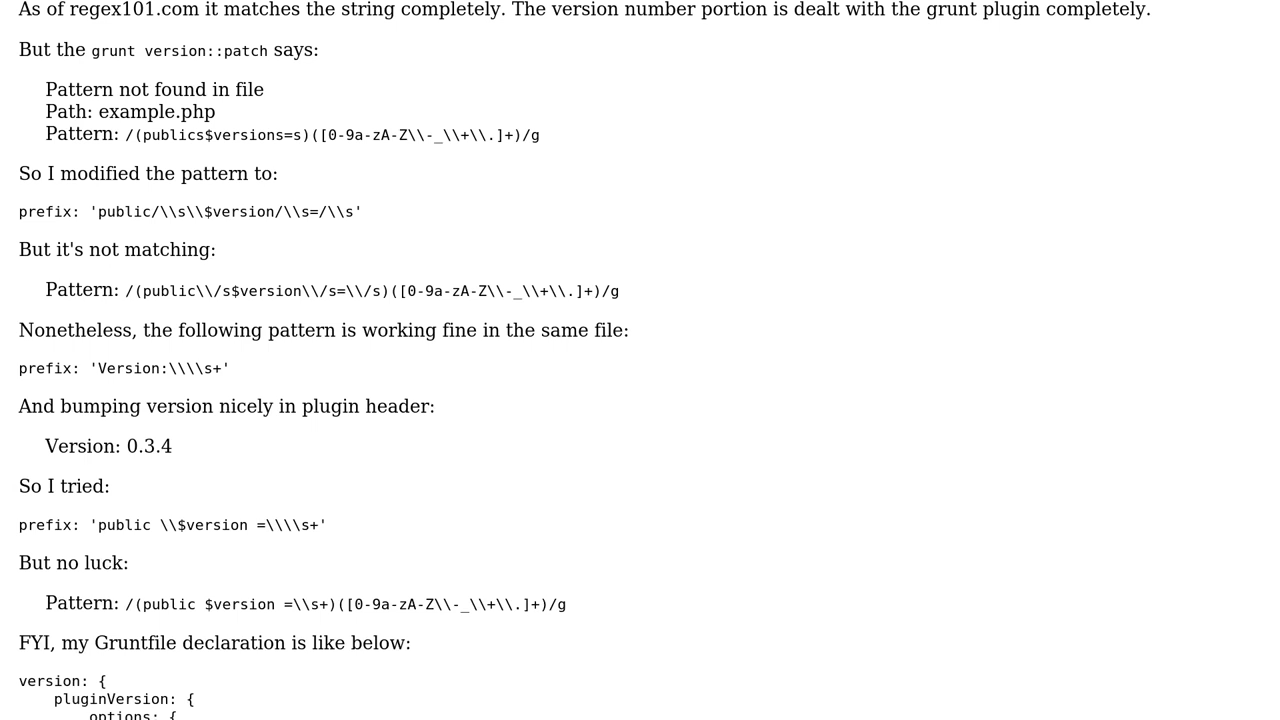 As of regex101.com it matches the string completely. The version number portion is dealt with the grunt plugin completely.
But the grunt version::patch says:
Pattern not found in file
Path: example.php
Pattern: /(publics$versions=s)([0-9a-zA-Z\\-_\\+\\.]+)/g
So I modified the pattern to:
prefix: 'public/\\s\\$version/\\s=/\\s'
But it's not matching:
Pattern: /(public\\/s$version\\/s=\\/s)([0-9a-zA-Z\\-_\\+\\.]+)/g
Nonetheless, the following pattern is working fine in the same file:
prefix: 'Version:\\\\s+'
And bumping version nicely in plugin header:
Version: 0.3.4
So I tried:
prefix: 'public \\$version =\\\\s+'
But no luck:
Pattern: /(public $version =\\s+)([0-9a-zA-Z\\-_\\+\\.]+)/g
FYI, my Gruntfile declaration is like below:
version: {
pluginVersion: {
options: {